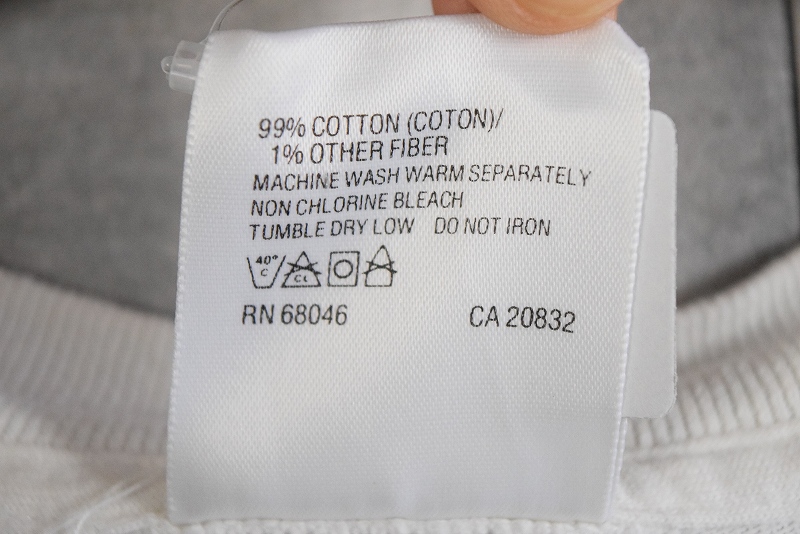 99% COTTON (COTON)/
1% OTHER FIBER
MACHINE WASH WARM SEPARATELY
NON CHLORINE BLEACH
TUMBLE DRY LOW DO NOT IRON
40° C CL
RN 68046 CA 20832